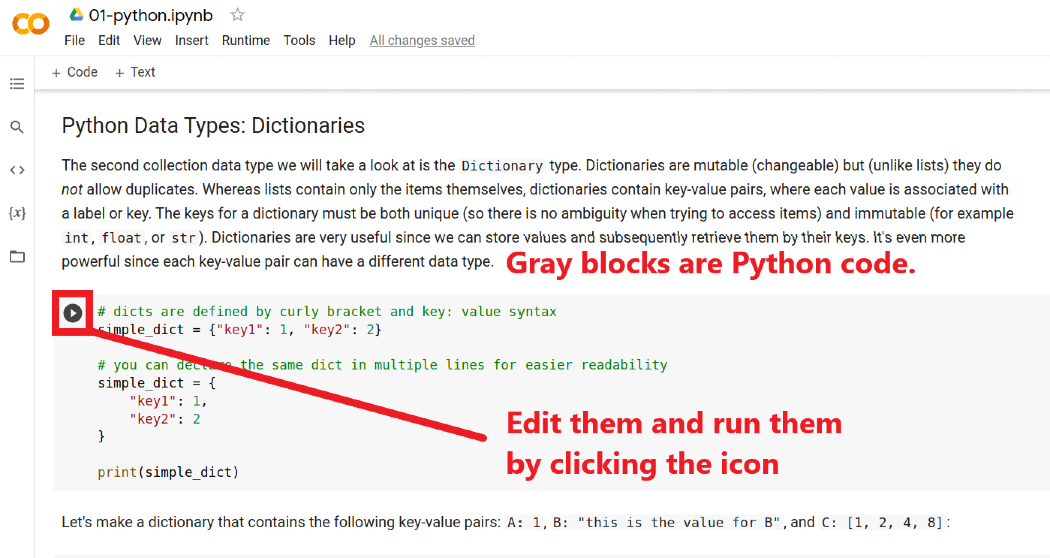 01-python.ipynb
File Edit View Insert Runtime Tools Help All changes saved
+ Code + Text
Python Data Types: Dictionaries
The second collection data type we will take a look at is the Dictionary type. Dictionaries are mutable (changeable) but (unlike lists) they do
not allow duplicates. Whereas lists contain only the items themselves, dictionaries contain key-value pairs, where each value is associated with
a label or key. The keys for a dictionary must be both unique (so there is no ambiguity when trying to access items) and immutable (for example
int, float, or str). Dictionaries are very useful since we can store values and subsequently retrieve them by their keys. It's even more
powerful since each key-value pair can have a different data type.
Gray blocks are Python code.
# dicts are defined by curly bracket and key: value syntax
simple_dict = {"key1": 1, "key2": 2}
# you can declare the same dict in multiple lines for easier readability
simple_dict = {
"key1": 1,
"key2": 2
}
print(simple_dict)
Edit them and run them
by clicking the icon
Let's make a dictionary that contains the following key-value pairs: A: 1, B: "this is the value for B", and C: [1, 2, 4, 8]: